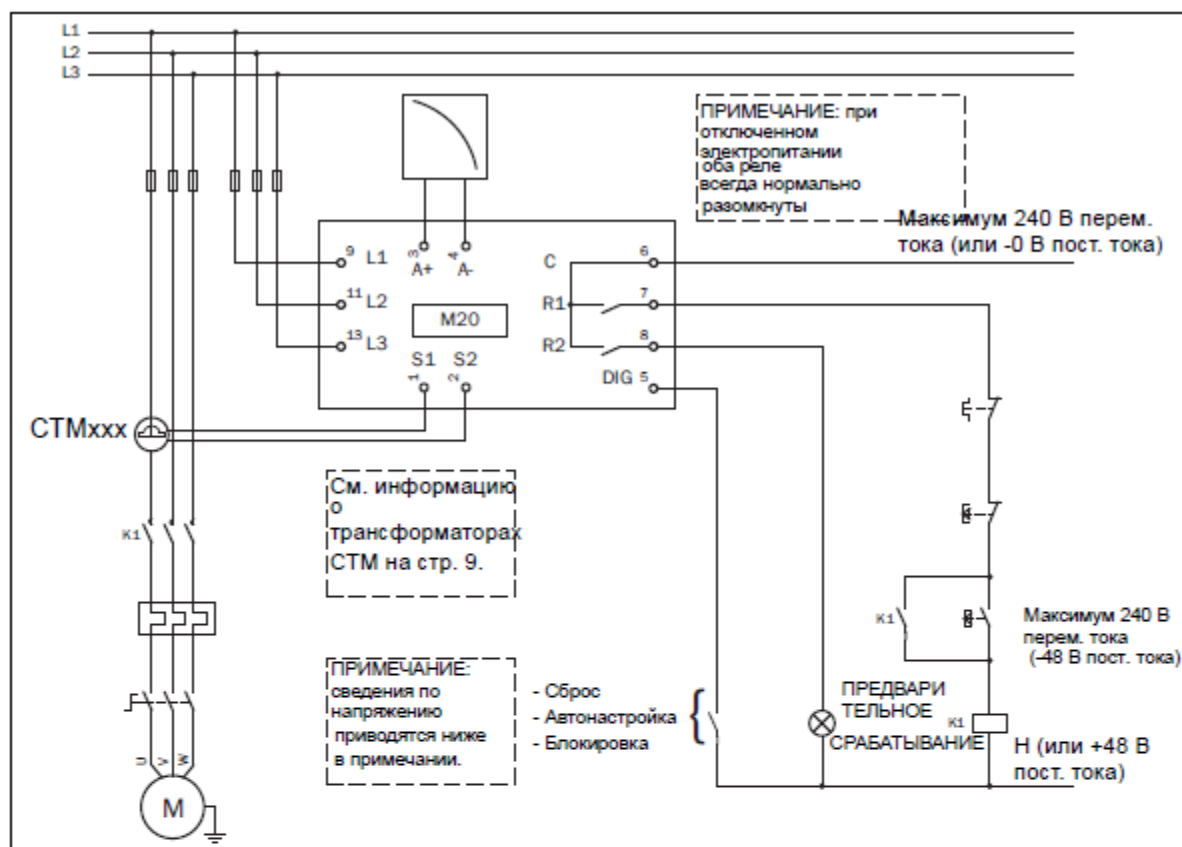 L1
L2
L3
ПРИМЕЧАНИЕ: при
отключенном
электропитании
оба реле
всегда нормально
разомкнуты
Максимум 240 В перем.
тока (или -0 В пост. тока)
3
4
A+
A-
9
L1
11
L2
13
L3
M20
S1
S2
1
2
C
6
R1
7
R2
8
DIG
5
CTMxxx
См. информацию
о
трансформаторах
СТМ на стр. 9.
K1
K1
Максимум 240 В
перем. тока
(-48 В пост. тока)
ПРИМЕЧАНИЕ:
сведения по
напряжению
приводятся ниже
в примечании.
- Сброс
- Автонастройка
- Блокировка
{
ПРЕДВАРИ
ТЕЛЬНОЕ
СРАБАТЫВАНИЕ
K1
Н (или +48 В
пост. тока)
U
V
W
M